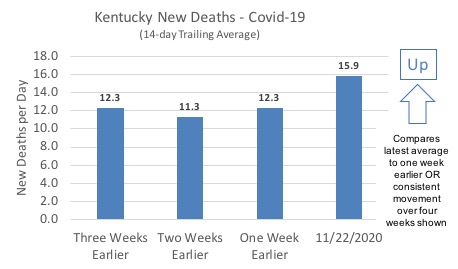 Kentucky New Deaths - Covid-19
(14-day Trailing Average)
New Deaths per Day
18.0
16.0
14.0
12.0
10.0
8.0
6.0
4.0
2.0
0.0
12.3
11.3
12.3
15.9
Three Weeks
Earlier
Two Weeks
Earlier
One Week
Earlier
11/22/2020
Up
Compares
latest average
to one week
earlier OR
consistent
movement
over four
weeks shown